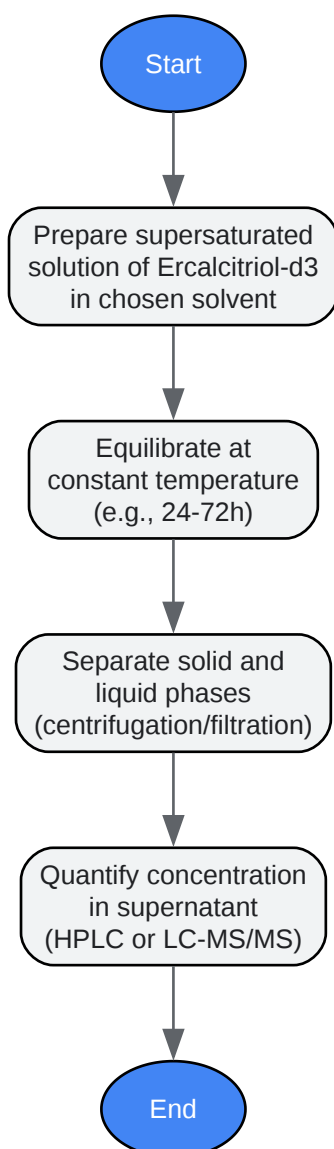 Start
Prepare supersaturated
solution of Ercalcitriol-d3
in chosen solvent
Equilibrate at
constant temperature
(e.g., 24-72h)
Separate solid and
liquid phases
(centrifugation/filtration)
Quantify concentration
in supernatant
(HPLC or LC-MS/MS)
End